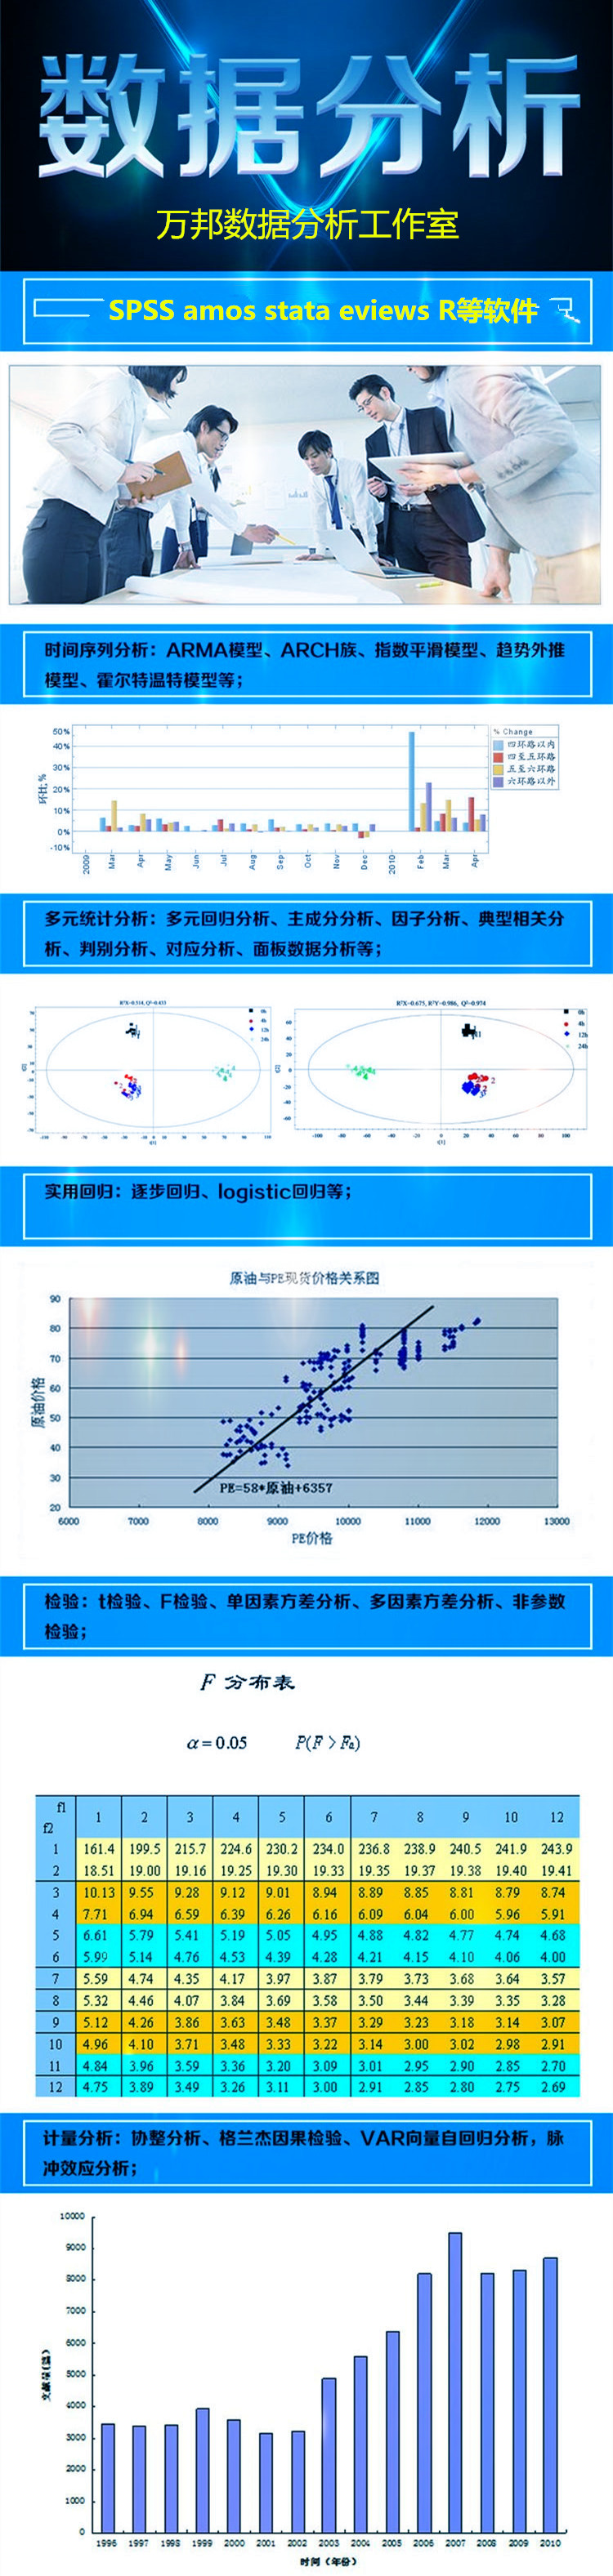 数据分析
万邦数据分析工作室
SPSS amos stata eviews R等软件
时间序列分析：ARMA模型、ARCH族、指数平滑模型、趋势外推
模型、霍尔特温特模型等；
50%
40%
30%
20%
10%
0%
-10%
环比 %
% Change
四环路以内
四至五环路
五至六环路
六环路以外
2009 Mar Apr May Jun Jul Aug Sep Oct Nov Dec 2010 Feb Mar Apr
多元统计分析：多元回归分析、主成分分析、因子分析、典型相关分
析、判别分析、对应分析、面板数据分析等；
R²X=0.514, Q²=0.433
0h
4h
12h
24h
R²X=0.675, R²Y=0.986, Q²=0.974
0h
4h
12h
24h
实用回归：逐步回归、logistic回归等；
原油与PE现货价格关系图
90
80
70
60
50
40
30
20
原油价格
PE=58*原油+6357
6000 7000 8000 9000 10000 11000 12000 13000
PE价格
检验：t检验、F检验、单因素方差分析、多因素方差分析、非参数
检验；
F 分布表
α = 0.05 P(F > Fα)
f1 1 2 3 4 5 6 7 8 9 10 12
f2
1 161.4 199.5 215.7 224.6 230.2 234.0 236.8 238.9 240.5 241.9 243.9
2 18.51 19.00 19.16 19.25 19.30 19.33 19.35 19.37 19.38 19.40 19.41
3 10.13 9.55 9.28 9.12 9.01 8.94 8.89 8.85 8.81 8.79 8.74
4 7.71 6.94 6.59 6.39 6.26 6.16 6.09 6.04 6.00 5.96 5.91
5 6.61 5.79 5.41 5.19 5.05 4.95 4.88 4.82 4.77 4.74 4.68
6 5.99 5.14 4.76 4.53 4.39 4.28 4.21 4.15 4.10 4.06 4.00
7 5.59 4.74 4.35 4.17 3.97 3.87 3.79 3.73 3.68 3.64 3.57
8 5.32 4.46 4.07 3.84 3.69 3.58 3.50 3.44 3.39 3.35 3.28
9 5.12 4.26 3.86 3.63 3.48 3.37 3.29 3.23 3.18 3.14 3.07
10 4.96 4.10 3.71 3.48 3.33 3.22 3.14 3.00 3.02 2.98 2.91
11 4.84 3.96 3.59 3.36 3.20 3.09 3.01 2.95 2.90 2.85 2.70
12 4.75 3.89 3.49 3.26 3.11 3.00 2.91 2.85 2.80 2.75 2.69
计量分析：协整分析、格兰杰因果检验、VAR向量自回归分析，脉
冲效应分析；
10000
9000
8000
7000
6000
5000
4000
3000
2000
1000
0
文献量(篇)
1996 1997 1998 1999 2000 2001 2002 2003 2004 2005 2006 2007 2008 2009 2010
时间（年份）